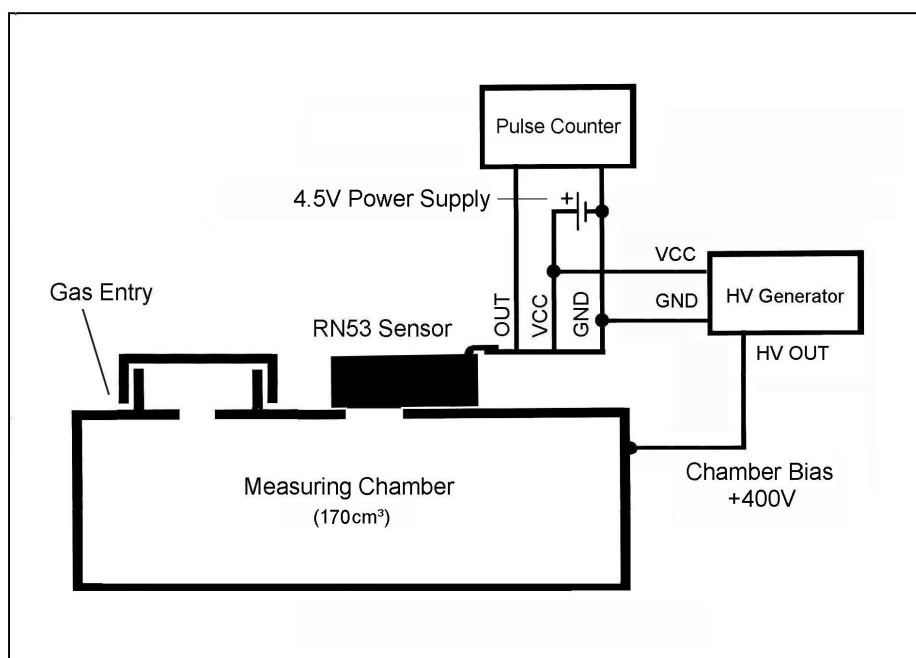 Pulse Counter
4.5V Power Supply
+
VCC
GND
HV Generator
HV OUT
Gas Entry
RN53 Sensor
OUT
VCC
GND
Measuring Chamber
(170cm³)
Chamber Bias
+400V